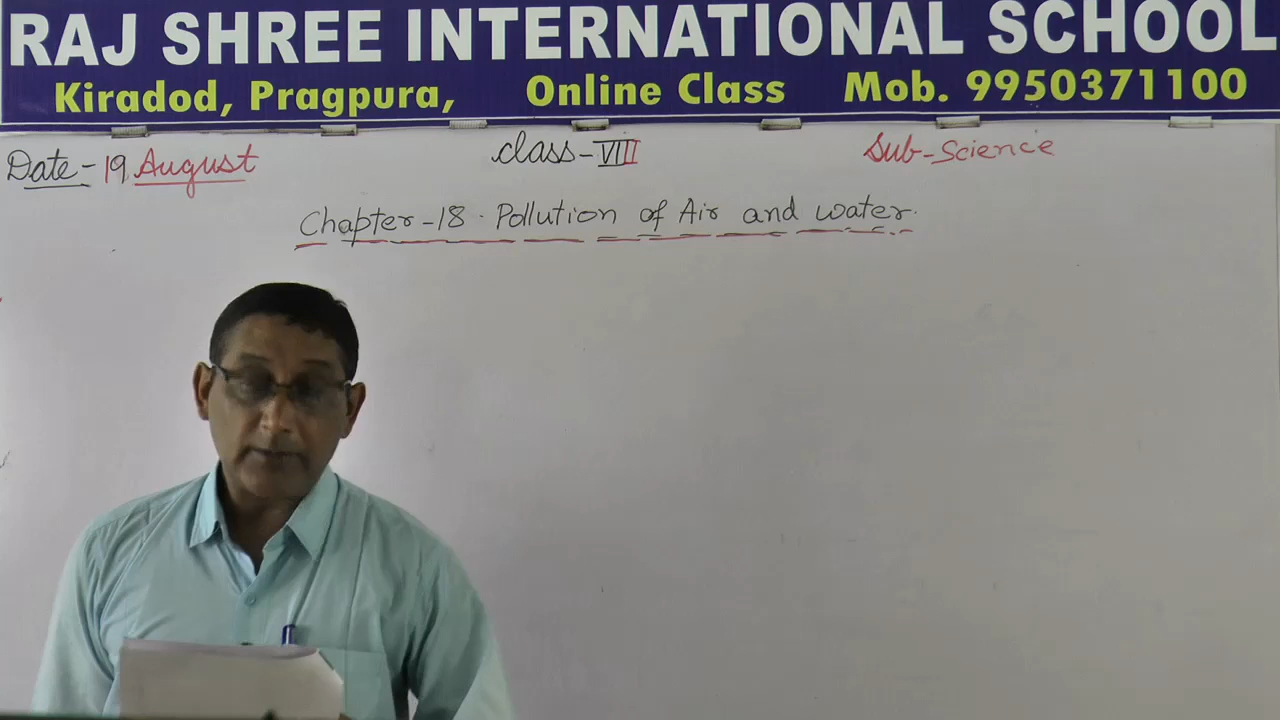 RAJ SHREE INTERNATIONAL SCHOOL
Kiradod, Pragpura, Online Class Mob. 9950371100
Date - 19 August Class - VIII Sub - Science
Chapter - 18. Pollution of Air and water.